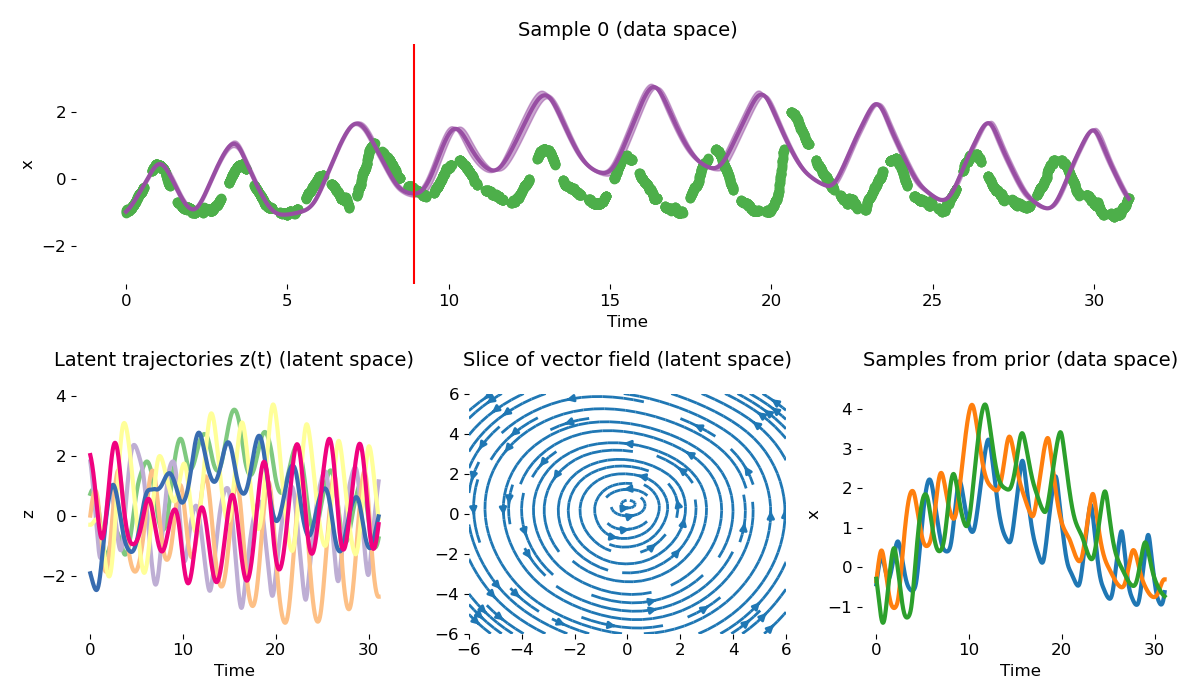 Sample 0 (data space)
x
2
0
−2
0 5 10 15 20 25 30
Time
Latent trajectories z(t) (latent space)
z
4
2
0
−2
0 10 20 30
Time
Slice of vector field (latent space)
6
4
2
0
−2
−4
−6
−6 −4 −2 0 2 4 6
Samples from prior (data space)
x
4
3
2
1
0
−1
0 10 20 30
Time